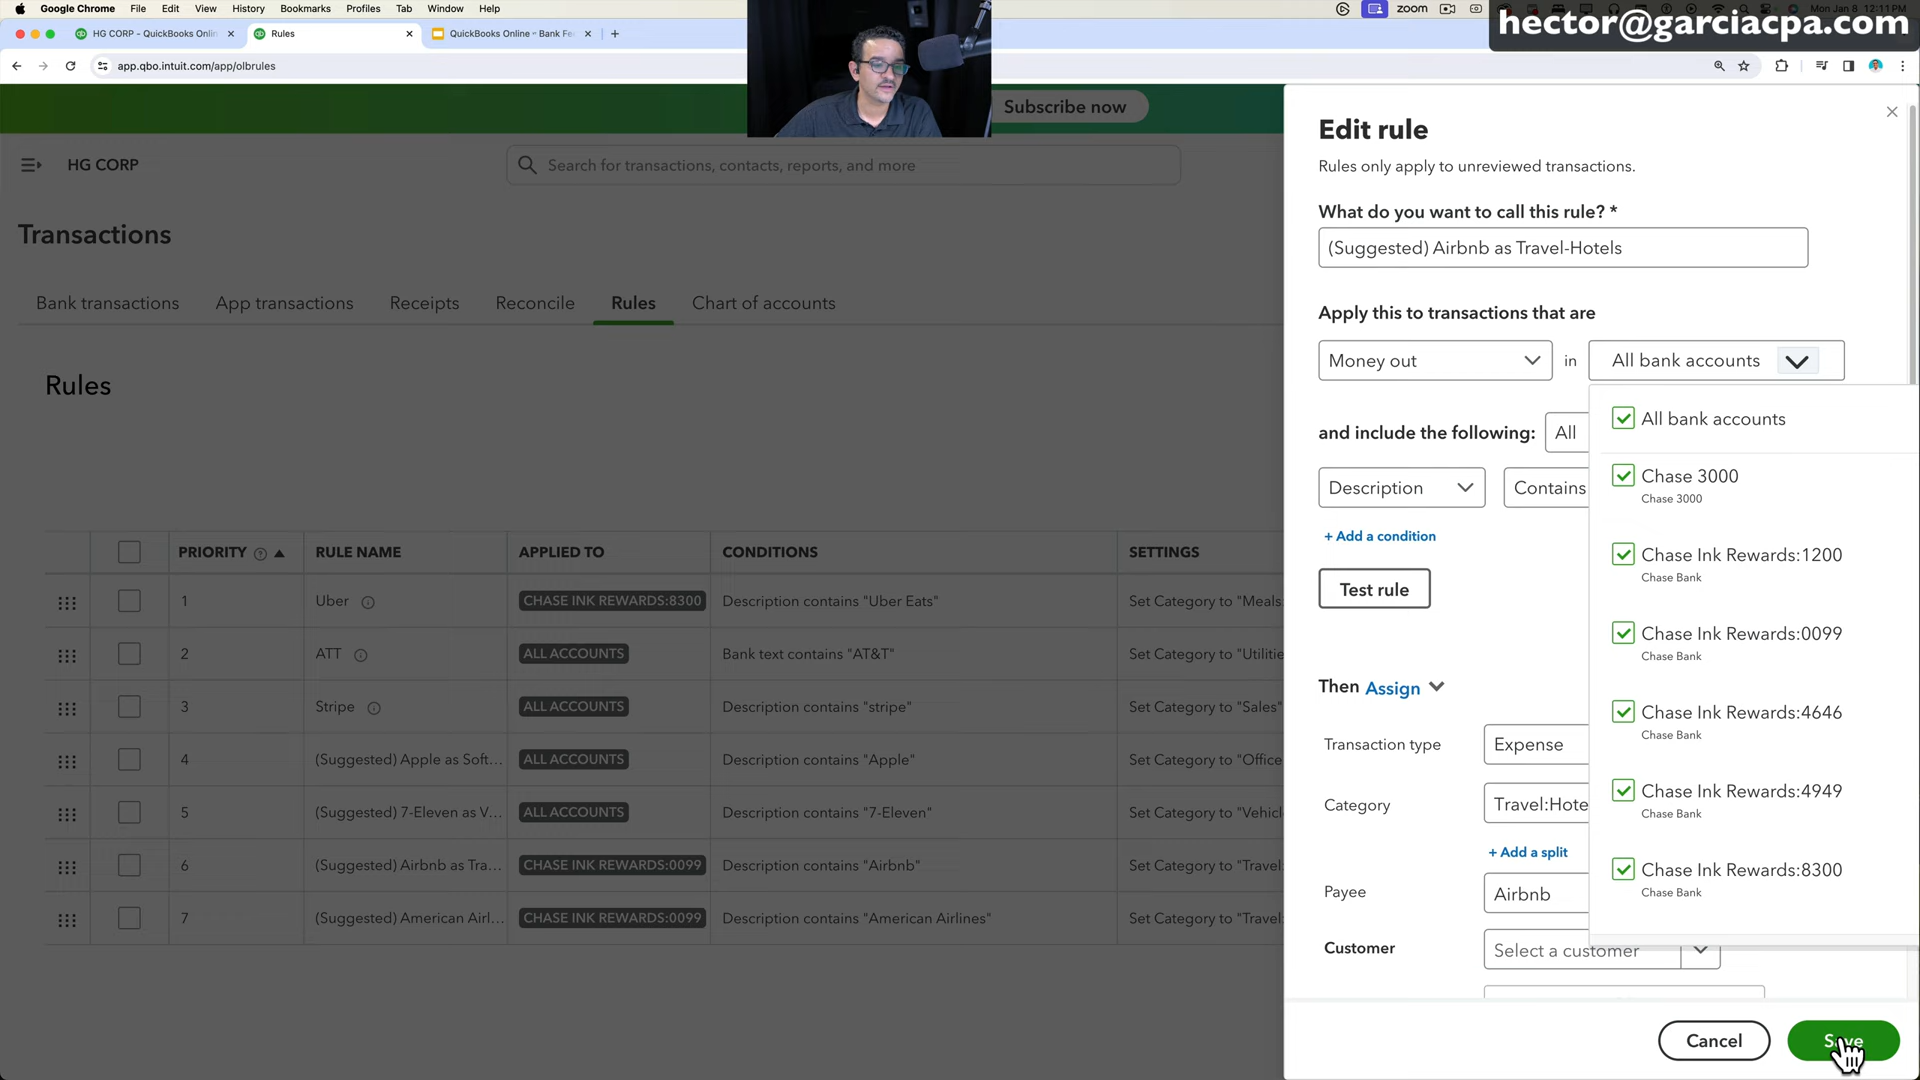 Google Chrome File Edit View History Bookmarks Profiles Tab Window Help
zoom
Mon Jan 8 12:11 PM
hector@garciacpa.com
HG CORP - QuickBooks Onlin
Rules
QuickBooks Online - Bank Fe
app.qbo.intuit.com/app/olbrules
Subscribe now
HG CORP
Search for transactions, contacts, reports, and more
Transactions
Bank transactions App transactions Receipts Reconcile Rules Chart of accounts
Rules
PRIORITY RULE NAME APPLIED TO CONDITIONS SETTINGS
1 Uber CHASE INK REWARDS:8300 Description contains "Uber Eats" Set Category to "Meals:
2 ATT ALL ACCOUNTS Bank text contains "AT&T" Set Category to "Utilitie
3 Stripe ALL ACCOUNTS Description contains "stripe" Set Category to "Sales"
4 (Suggested) Apple as Soft... ALL ACCOUNTS Description contains "Apple" Set Category to "Office
5 (Suggested) 7-Eleven as V... ALL ACCOUNTS Description contains "7-Eleven" Set Category to "Vehicl
6 (Suggested) Airbnb as Tra... CHASE INK REWARDS:0099 Description contains "Airbnb" Set Category to "Travel:
7 (Suggested) American Airl... CHASE INK REWARDS:0099 Description contains "American Airlines" Set Category to "Travel:
Edit rule
Rules only apply to unreviewed transactions.
What do you want to call this rule? *
(Suggested) Airbnb as Travel-Hotels
Apply this to transactions that are
Money out in All bank accounts
and include the following: All
Description Contains
+ Add a condition
Test rule
Then Assign
Transaction type Expense
Category Travel:Hote
+ Add a split
Payee Airbnb
Customer Select a customer
All bank accounts
Chase 3000
Chase 3000
Chase Ink Rewards:1200
Chase Bank
Chase Ink Rewards:0099
Chase Bank
Chase Ink Rewards:4646
Chase Bank
Chase Ink Rewards:4949
Chase Bank
Chase Ink Rewards:8300
Chase Bank
Cancel Save